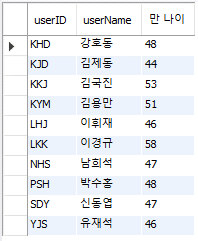 userID userName 만 나이
KHD 강호동 48
KJD 김제동 44
KKJ 김국진 53
KYM 김용만 51
LHJ 이휘재 46
LKK 이경규 58
NHS 남희석 47
PSH 박수홍 48
SDY 신동엽 47
YJS 유재석 46